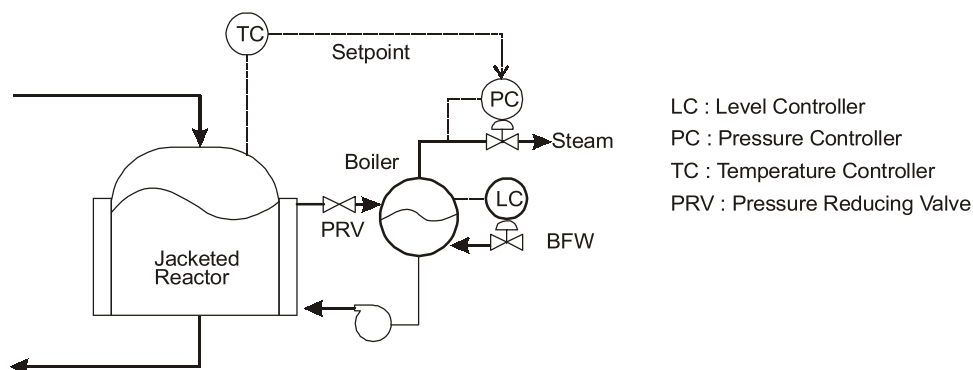 TC
Setpoint
PC
Steam
Boiler
LC
PRV
BFW
Jacketed
Reactor
LC : Level Controller
PC : Pressure Controller
TC : Temperature Controller
PRV : Pressure Reducing Valve